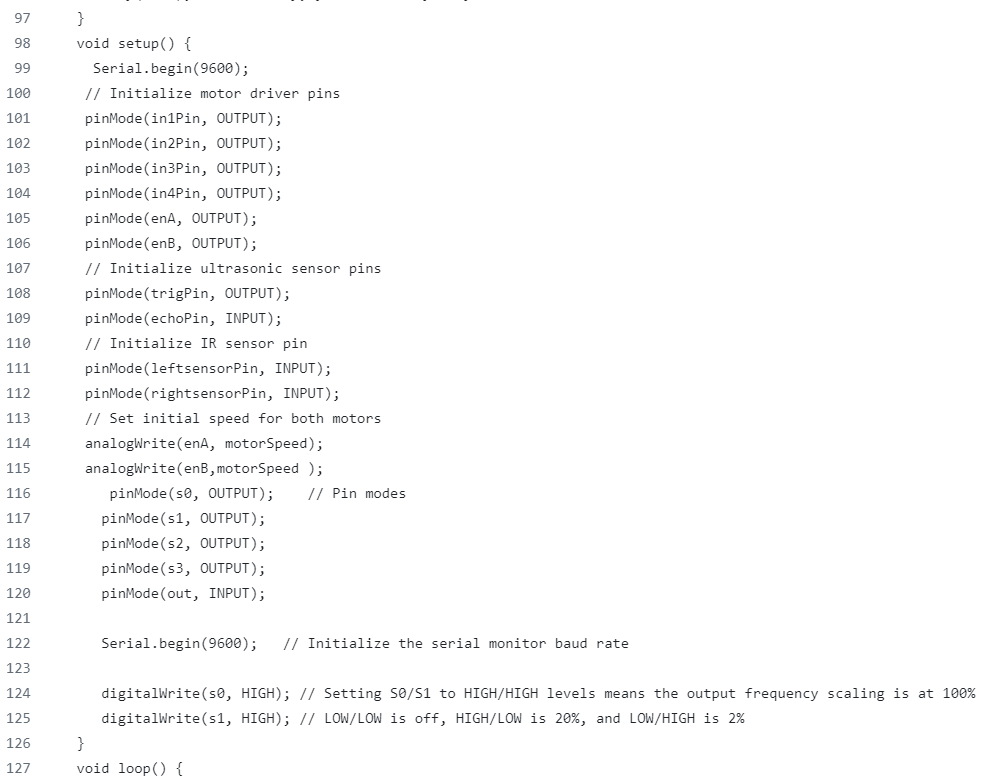 97 }
98 void setup() {
99 Serial.begin(9600);
100 // Initialize motor driver pins
101 pinMode(in1Pin, OUTPUT);
102 pinMode(in2Pin, OUTPUT);
103 pinMode(in3Pin, OUTPUT);
104 pinMode(in4Pin, OUTPUT);
105 pinMode(enA, OUTPUT);
106 pinMode(enB, OUTPUT);
107 // Initialize ultrasonic sensor pins
108 pinMode(trigPin, OUTPUT);
109 pinMode(echoPin, INPUT);
110 // Initialize IR sensor pin
111 pinMode(leftsensorPin, INPUT);
112 pinMode(rightsensorPin, INPUT);
113 // Set initial speed for both motors
114 analogWrite(enA, motorSpeed);
115 analogWrite(enB,motorSpeed );
116 pinMode(s0, OUTPUT); // Pin modes
117 pinMode(s1, OUTPUT);
118 pinMode(s2, OUTPUT);
119 pinMode(s3, OUTPUT);
120 pinMode(out, INPUT);
121
122 Serial.begin(9600); // Initialize the serial monitor baud rate
123
124 digitalWrite(s0, HIGH); // Setting S0/S1 to HIGH/HIGH levels means the output frequency scaling is at 100%
125 digitalWrite(s1, HIGH); // LOW/LOW is off, HIGH/LOW is 20%, and LOW/HIGH is 2%
126 }
127 void loop() {